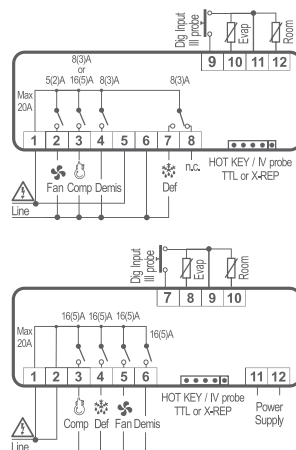 Dig Input
III probe
Evap
Room
8(3)A
or
5(2)A 16(5)A 8(3)A 8(3)A
9 10 11 12
Max
20A
1 2 3 4 5 6 7 8
n.c.
HOT KEY / IV probe
TTL or X-REP
Fan Comp Demis Def
Line
Dig Input
III probe
Evap
Room
7 8 9 10
16(5)A 16(5)A 16(5)A
16(5)A
Max
20A
1 2 3 4 5 6 11 12
HOT KEY / IV probe
TTL or X-REP
Power
Supply
Comp Def Fan Demis
Line